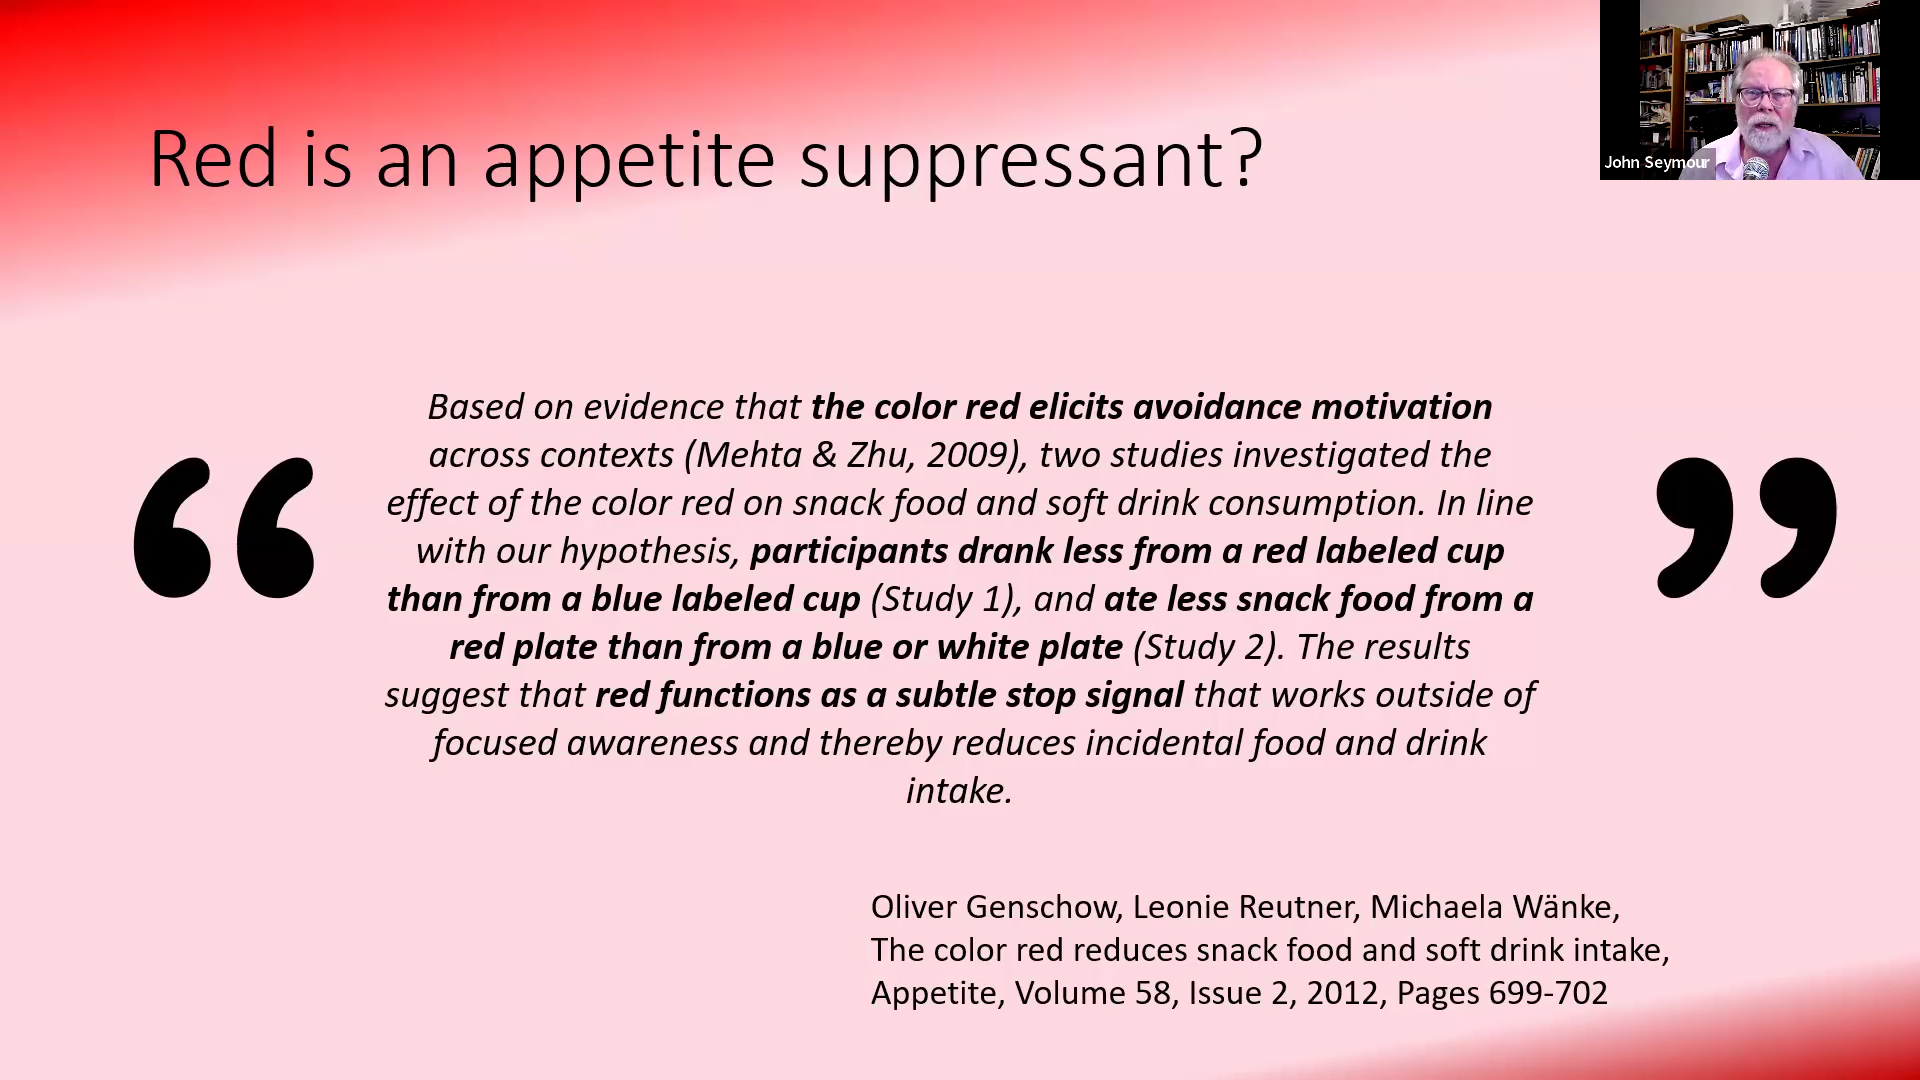 John Seymour
Red is an appetite suppressant?
“
Based on evidence that the color red elicits avoidance motivation
across contexts (Mehta & Zhu, 2009), two studies investigated the
effect of the color red on snack food and soft drink consumption. In line
with our hypothesis, participants drank less from a red labeled cup
than from a blue labeled cup (Study 1), and ate less snack food from a
red plate than from a blue or white plate (Study 2). The results
suggest that red functions as a subtle stop signal that works outside of
focused awareness and thereby reduces incidental food and drink
intake.
”
Oliver Genschow, Leonie Reutner, Michaela Wänke,
The color red reduces snack food and soft drink intake,
Appetite, Volume 58, Issue 2, 2012, Pages 699-702